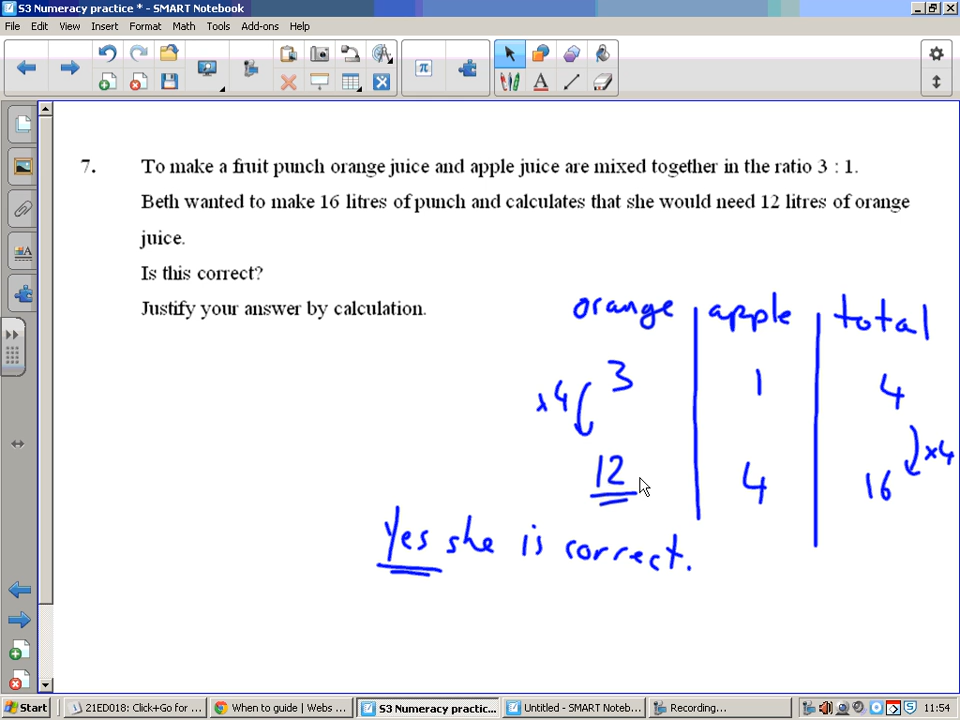 S3 Numeracy practice * - SMART Notebook
File Edit View Insert Format Math Tools Add-ons Help
7. To make a fruit punch orange juice and apple juice are mixed together in the ratio 3 : 1.
Beth wanted to make 16 litres of punch and calculates that she would need 12 litres of orange
juice.
Is this correct?
Justify your answer by calculation.
orange apple total
3 1 4
x4 x4
12 4 16
Yes she is correct.
Start 21ED018: Click+Go for ... When to guide | Webs ... S3 Numeracy practic... Untitled - SMART Noteb... Recording... 11:54